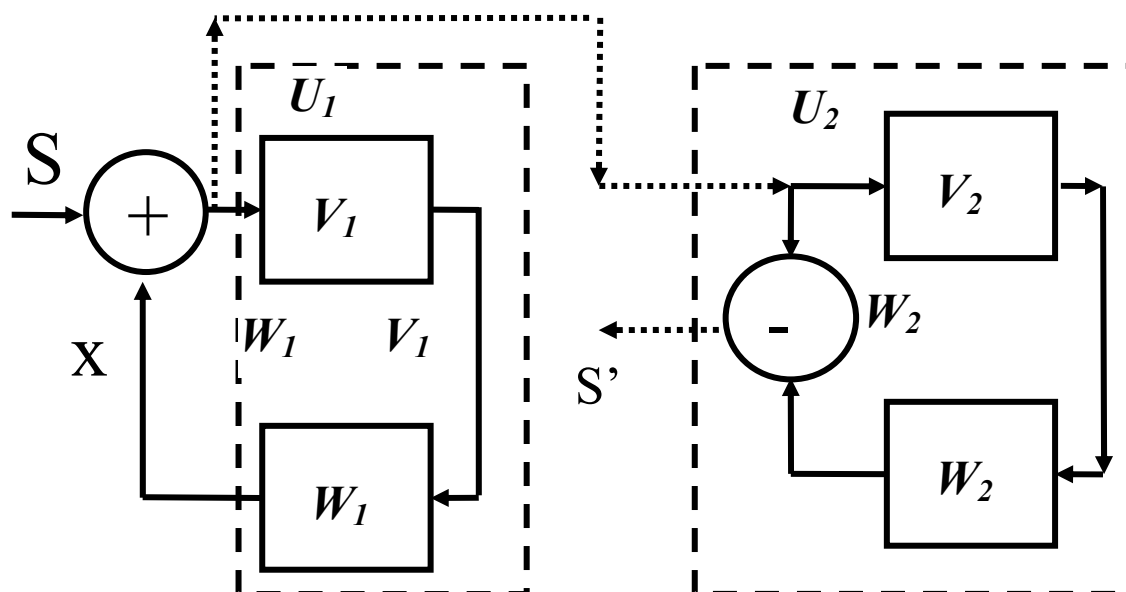 S
+
U₁
V₁
W₁
V₁
X
W₁
U₂
V₂
-
W₂
S’
W₂